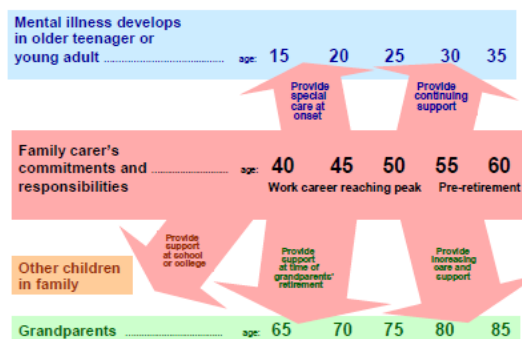 Mental illness develops
in older teenager or
young adult ........................................ age: 15 20 25 30 35
Provide
special
care at
onset
Provide
continuing
support
Family carer's
commitments and
responsibilities ......................... age: 40 45 50 55 60
Work career reaching peak Pre-retirement
Provide
support
at school
or college
Provide
support
at time of
grandparents'
retirement
Provide
increasing
care and
support
Other children
in family
Grandparents ................................ age: 65 70 75 80 85